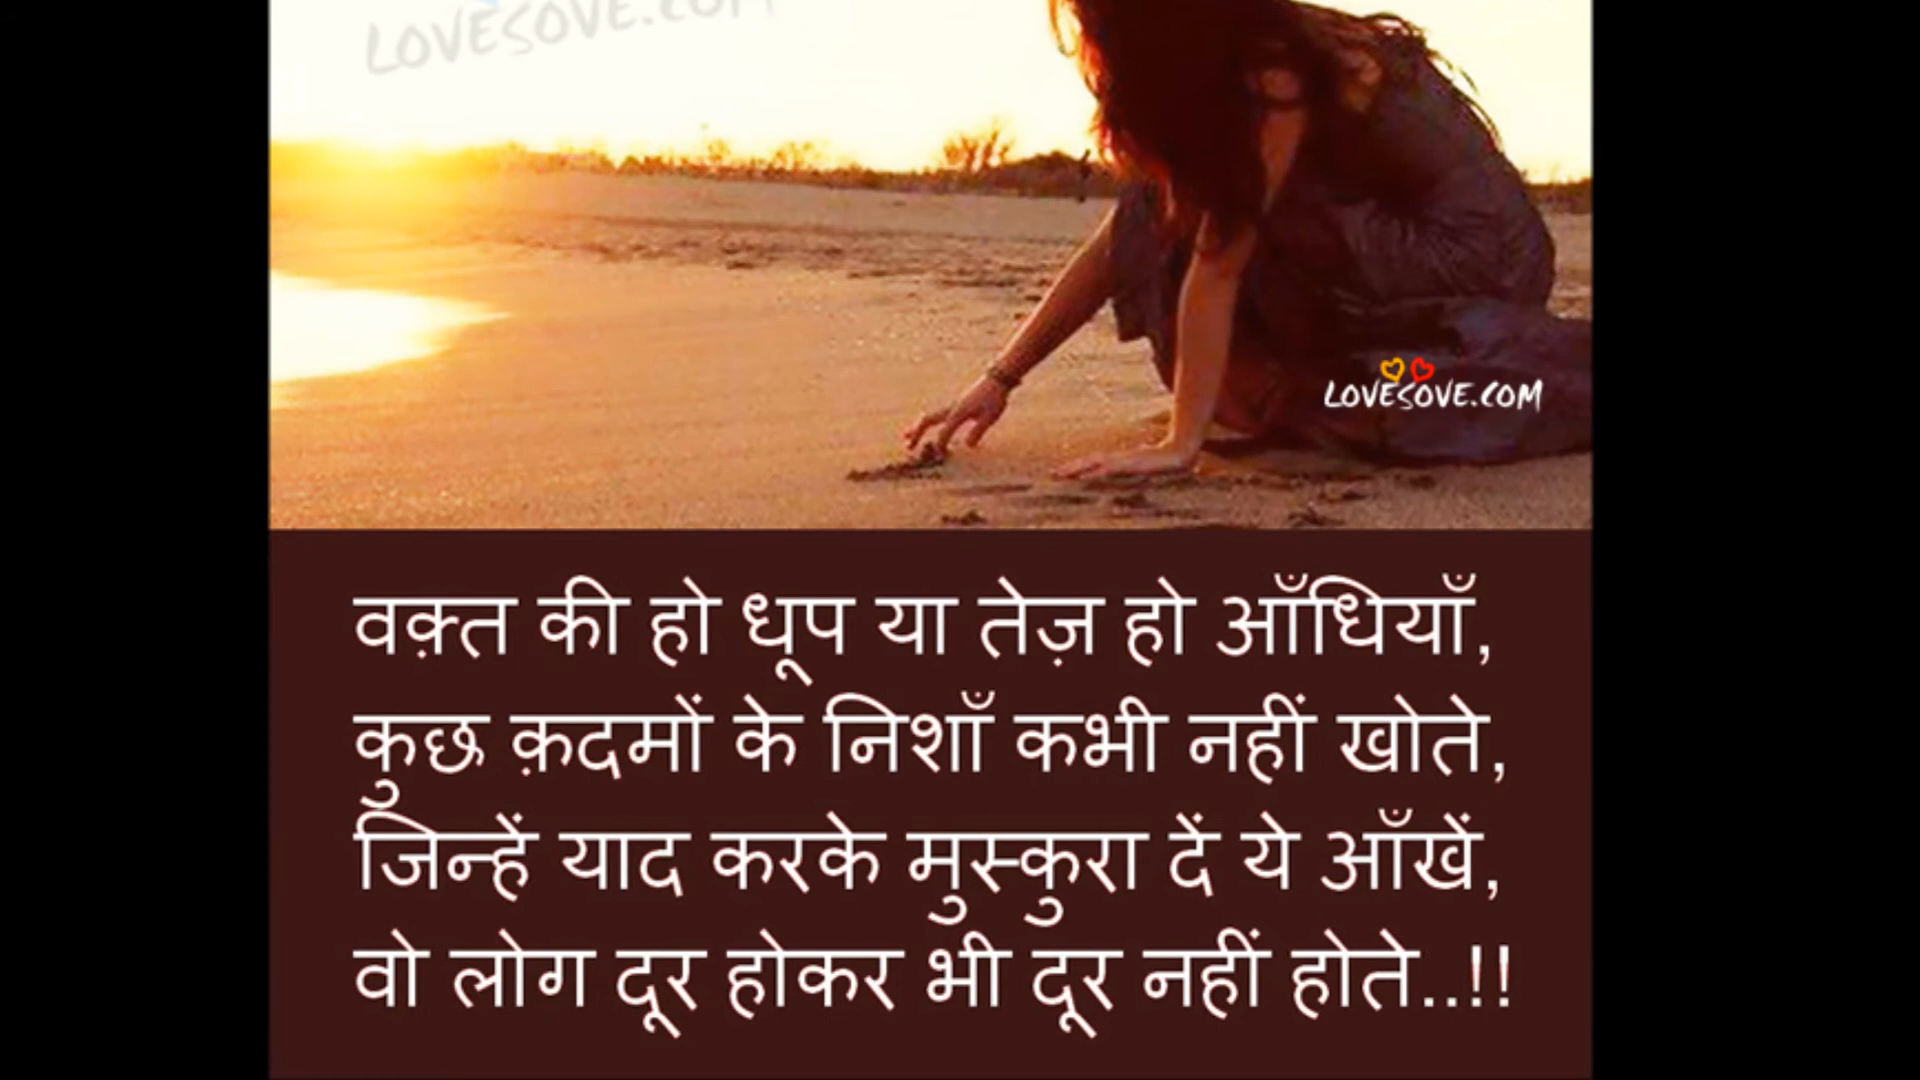 LOVESOVE.COM
LOVESOVE.COM
वक़्त की हो धूप या तेज़ हो आँधियाँ,
कुछ क़दमों के निशाँ कभी नहीं खोते,
जिन्हें याद करके मुस्कुरा दें ये आँखें,
वो लोग दूर होकर भी दूर नहीं होते..!!